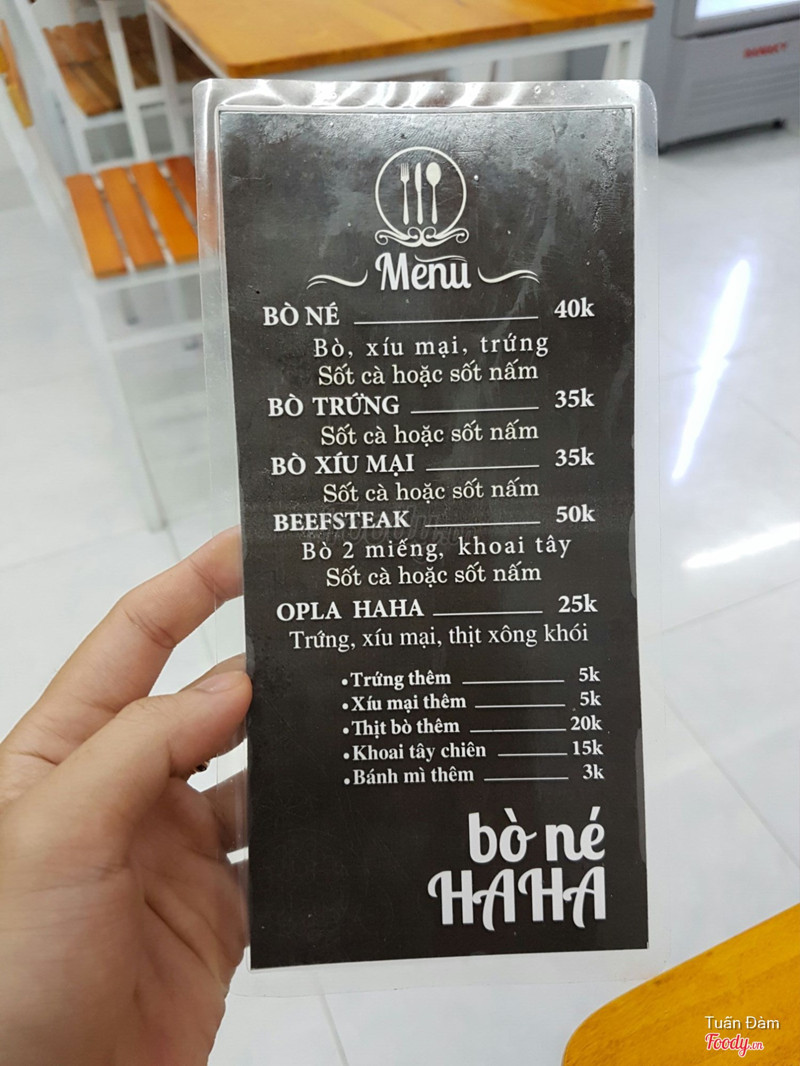 Menu
BÒ NÉ 40k
Bò, xíu mại, trứng
Sốt cà hoặc sốt nấm
BÒ TRỨNG 35k
Sốt cà hoặc sốt nấm
BÒ XÍU MẠI 35k
Sốt cà hoặc sốt nấm
BEEFSTEAK 50k
Bò 2 miếng, khoai tây
Sốt cà hoặc sốt nấm
OPLA HAHA 25k
Trứng, xíu mại, thịt xông khói
•Trứng thêm 5k
•Xíu mại thêm 5k
•Thịt bò thêm 20k
•Khoai tây chiên 15k
•Bánh mì thêm 3k
bò né
HAHA
Tuấn Đàm
Foody.vn